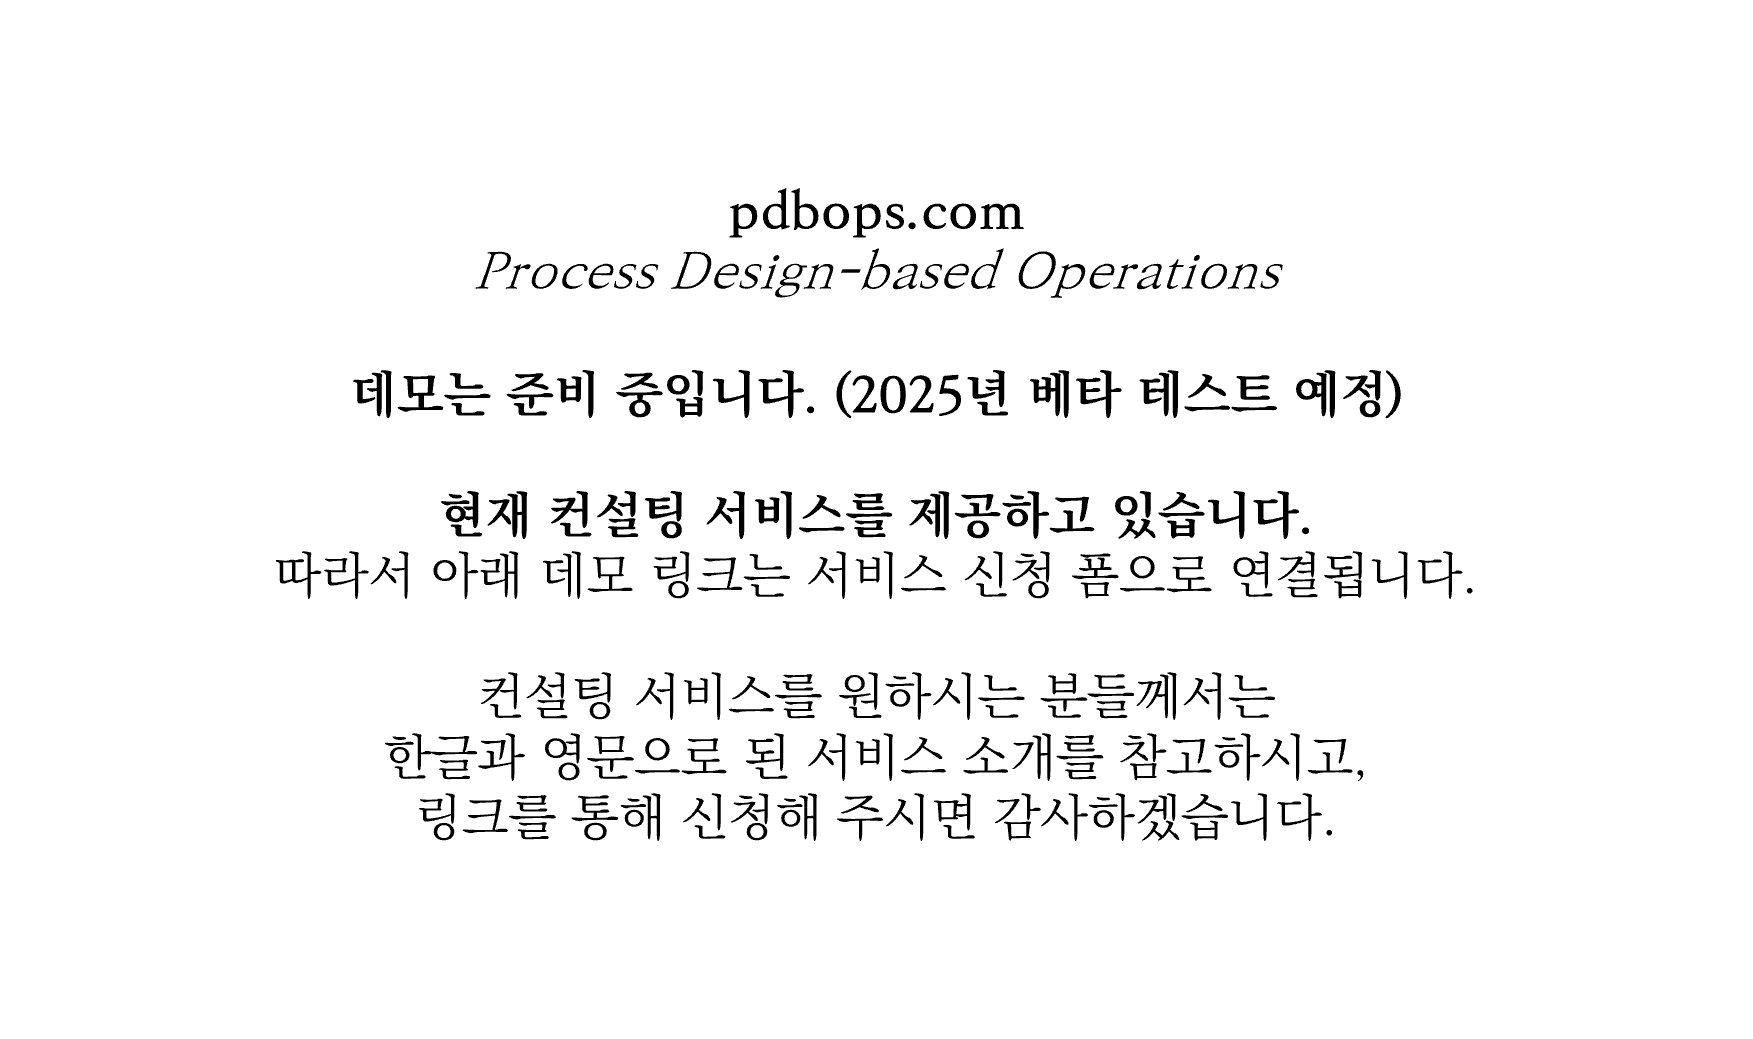 pdbops.com
Process Design-based Operations
데모는 준비 중입니다. (2025년 베타 테스트 예정)
현재 컨설팅 서비스를 제공하고 있습니다.
따라서 아래 데모 링크는 서비스 신청 폼으로 연결됩니다.
컨설팅 서비스를 원하시는 분들께서는
한글과 영문으로 된 서비스 소개를 참고하시고,
링크를 통해 신청해 주시면 감사하겠습니다.